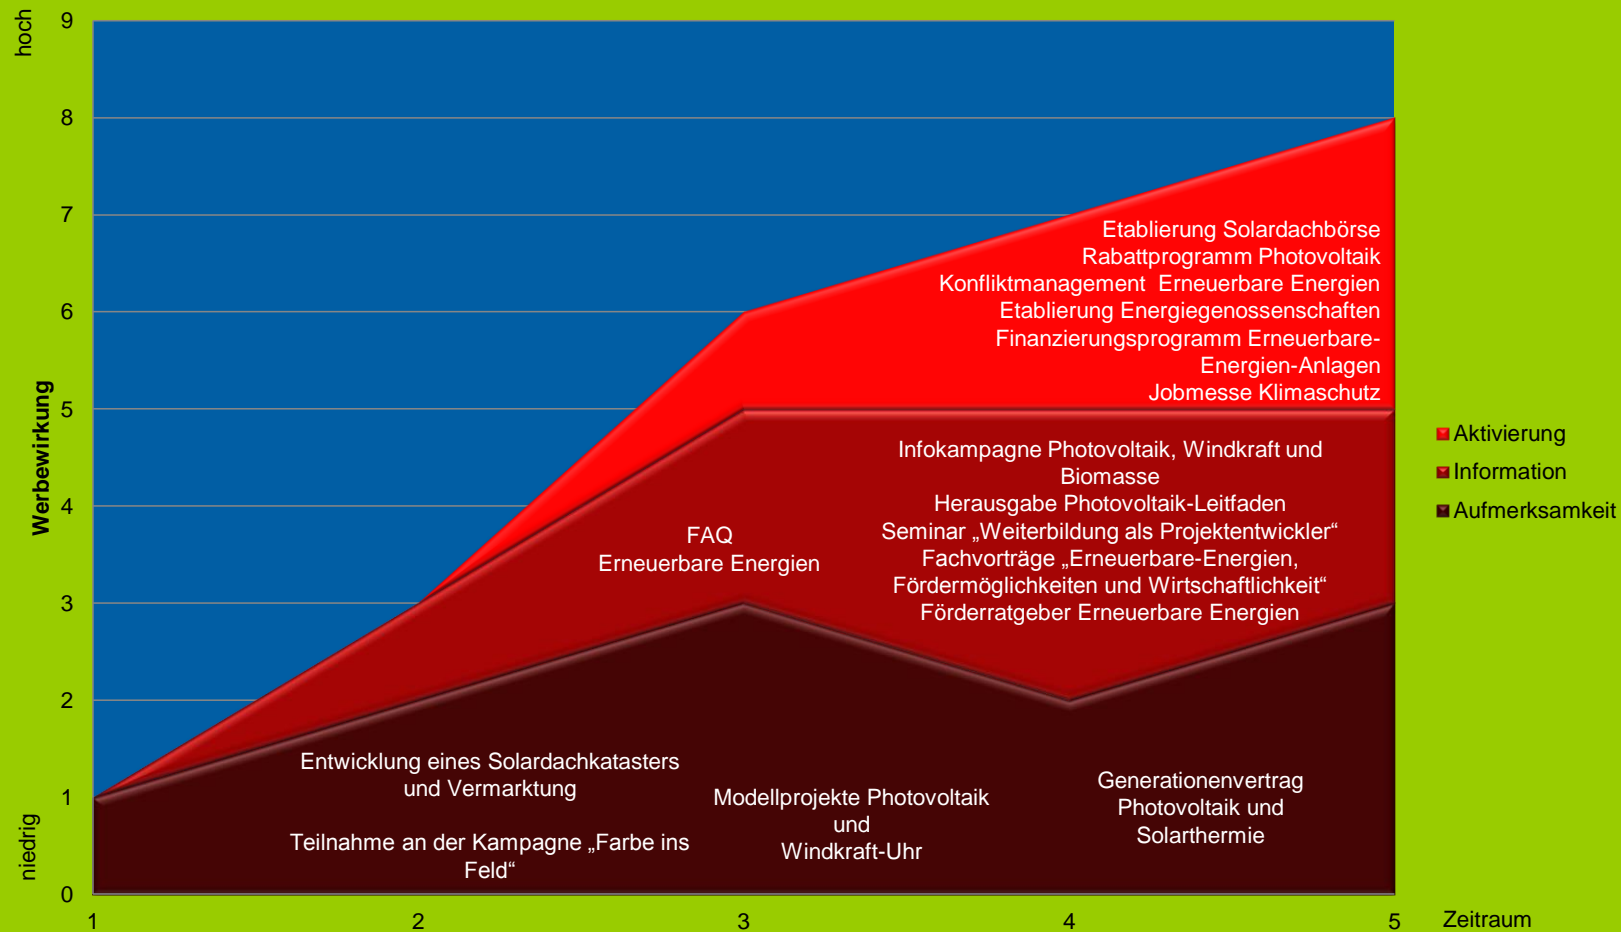 hoch
9
8
7
6
5
4
3
2
1
0
niedrig
Werbewirkung
Etablierung Solardachbörse
Rabattprogramm Photovoltaik
Konfliktmanagement  Erneuerbare Energien
Etablierung Energiegenossenschaften
Finanzierungsprogramm Erneuerbare-
Energien-Anlagen
Jobmesse Klimaschutz
Infokampagne Photovoltaik, Windkraft und
Biomasse
Herausgabe Photovoltaik-Leitfaden
Seminar „Weiterbildung als Projektentwickler“
Fachvorträge „Erneuerbare-Energien,
Fördermöglichkeiten und Wirtschaftlichkeit“
Förderratgeber Erneuerbare Energien
FAQ
Erneuerbare Energien
Entwicklung eines Solardachkatasters
und Vermarktung
Teilnahme an der Kampagne „Farbe ins
Feld“
Modellprojekte Photovoltaik
und
Windkraft-Uhr
Generationenvertrag
Photovoltaik und
Solarthermie
1 2 3 4 5
Zeitraum
Aktivierung
Information
Aufmerksamkeit